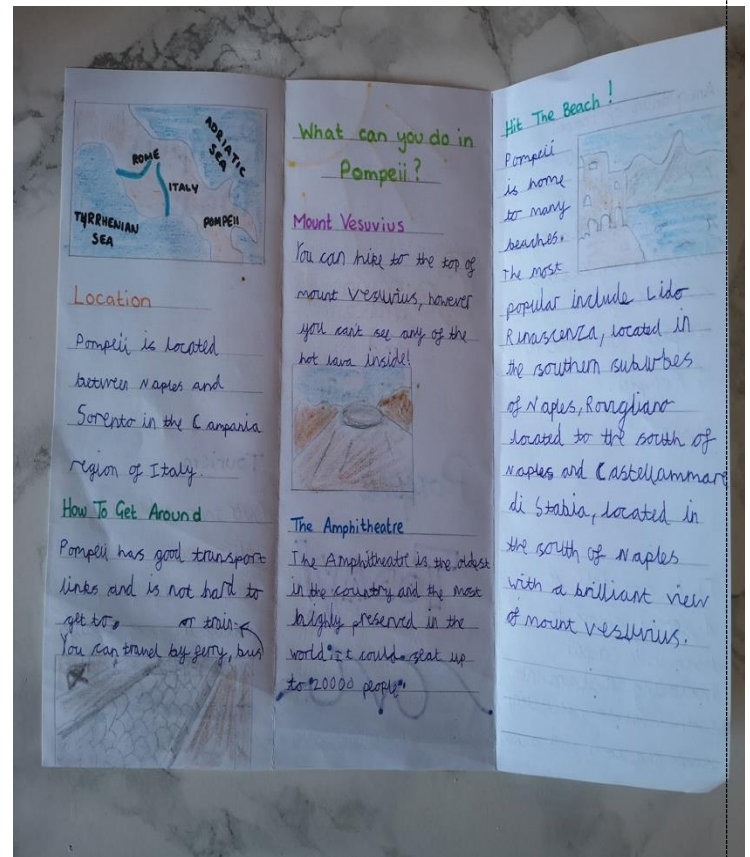 ADRIATIC
SEA
ROME
ITALY
TYRRHENIAN
SEA
POMPEII
Location
Pompeii is located
between Naples and
Sorento in the Campania
region of Italy.
How To Get Around
Pompeii has good transport
links and is not hard to
get to.
You can travel by ferry, bus
or train.
What can you do in
Pompeii?
Mount Vesuvius
You can hike to the top of
mount Vesuvius, however
you can't see any of the
hot lava inside!
The Amphitheatre
The Amphitheatre is the oldest
in the country and the most
highly preserved in the
world. It could seat up
to 20000 people.
Hit The Beach!
Pompeii
is home
to many
beaches.
The most
popular include Lido
Rinascenza, located in
the southern suburbes
of Naples, Rovigliano
located to the south of
Naples and Castellammare
di Stabia, located in
the south of Naples
with a brilliant view
of mount Vesuvius.